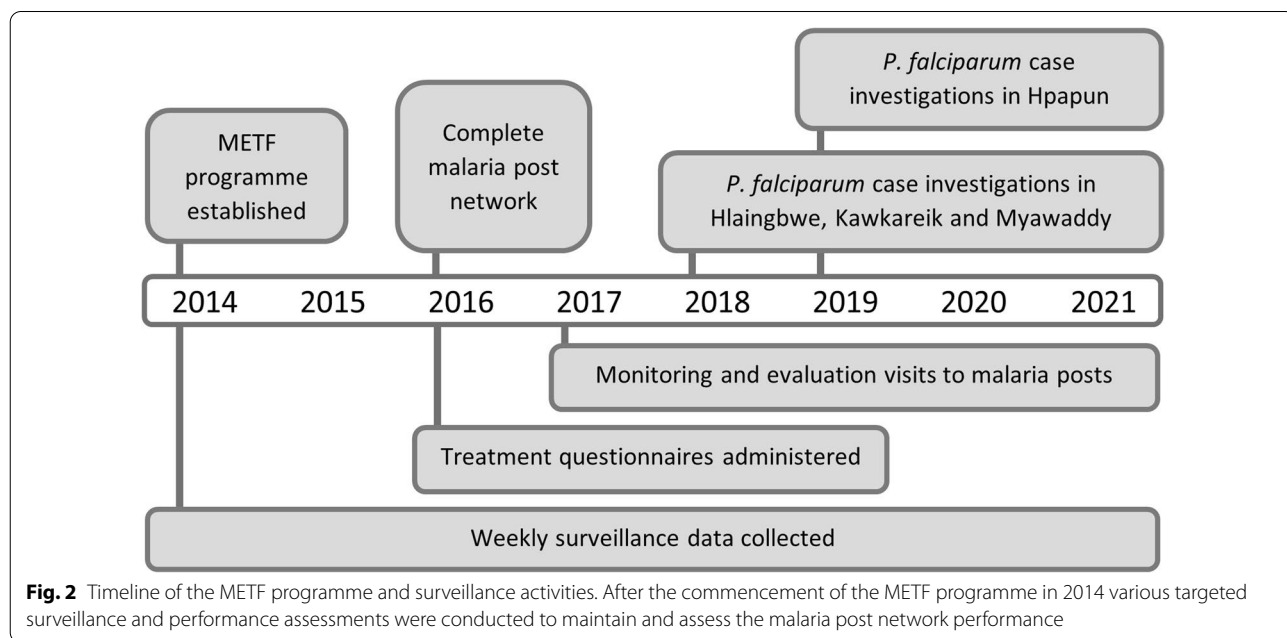 P. falciparum case
investigations in Hpapun
METF
programme
established
Complete
malaria post
network
P. falciparum case investigations in
Hlaingbwe, Kawkareik and Myawaddy
2014 2015 2016 2017 2018 2019 2020 2021
Monitoring and evaluation visits to malaria posts
Treatment questionnaires administered
Weekly surveillance data collected
Fig. 2 Timeline of the METF programme and surveillance activities. After the commencement of the METF programme in 2014 various targeted
surveillance and performance assessments were conducted to maintain and assess the malaria post network performance